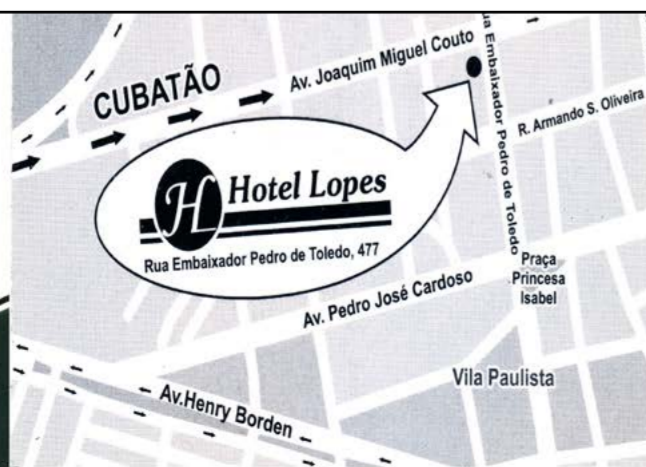 CUBATÃO
Av. Joaquim Miguel Couto
Rua Embaixador Pedro de Toledo
R. Armando S. Oliveira
H Hotel Lopes
Rua Embaixador Pedro de Toledo, 477
Praça
Princesa
Isabel
Av. Pedro José Cardoso
Vila Paulista
Av.Henry Borden